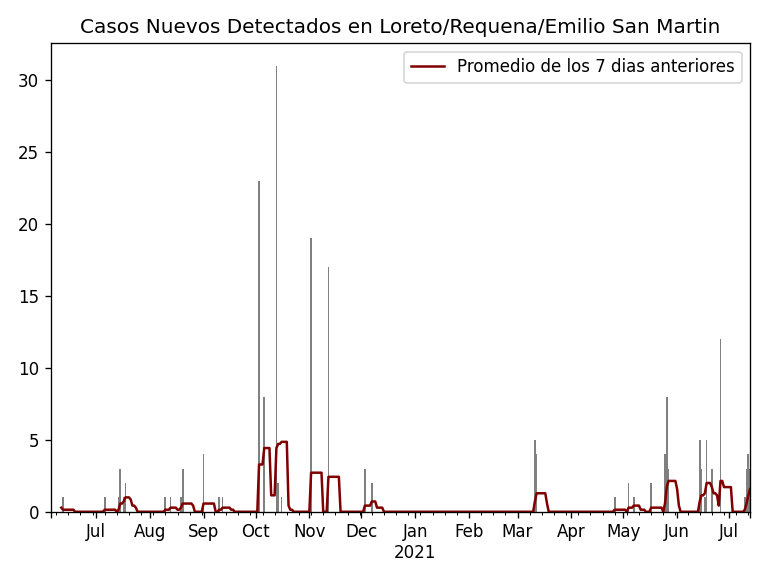 Casos Nuevos Detectados en Loreto/Requena/Emilio San Martin
Promedio de los 7 dias anteriores
30
25
20
15
10
5
0
Jul Aug Sep Oct Nov Dec Jan Feb Mar Apr May Jun Jul
2021